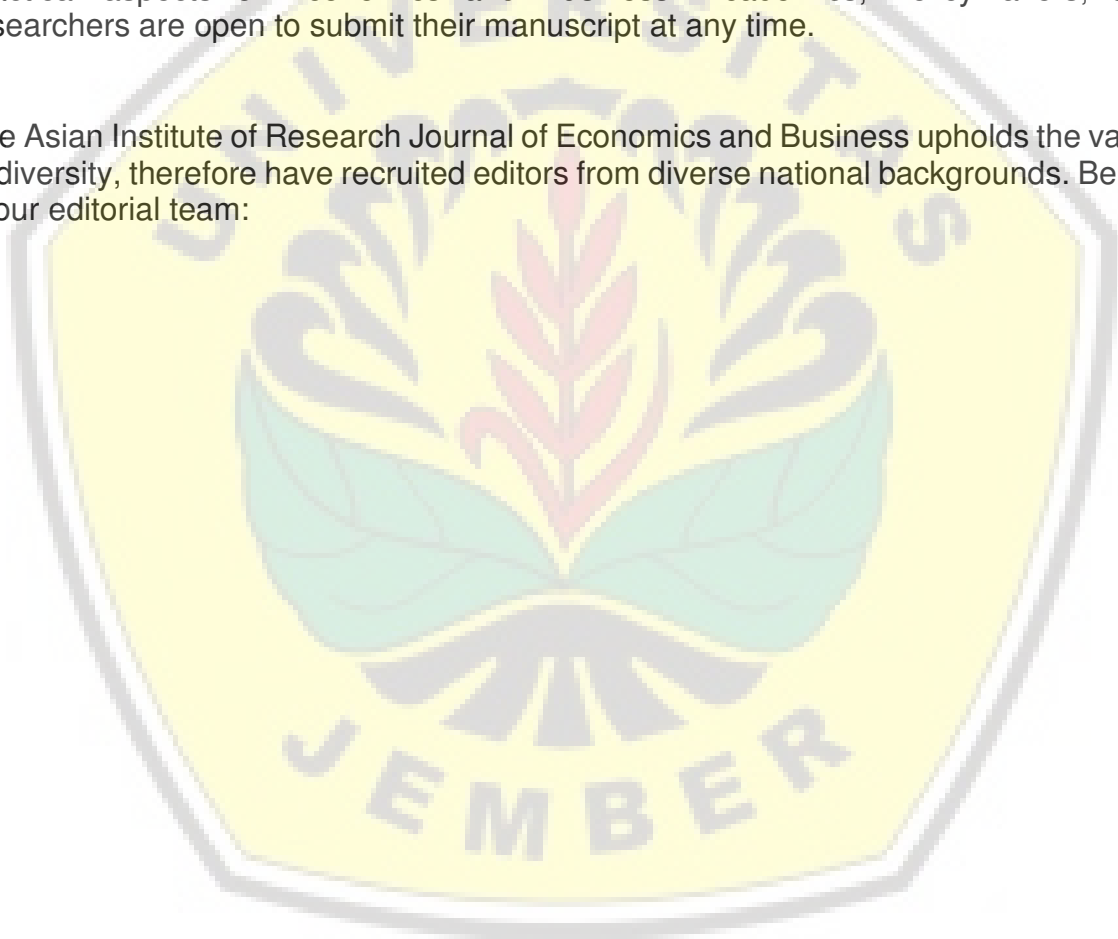 searchers are open to submit their manuscript at any time.
e Asian Institute of Research Journal of Economics and Business upholds the va
diversity, therefore have recruited editors from diverse national backgrounds. Be
our editorial team:
UNIVERSITAS
JEMBER